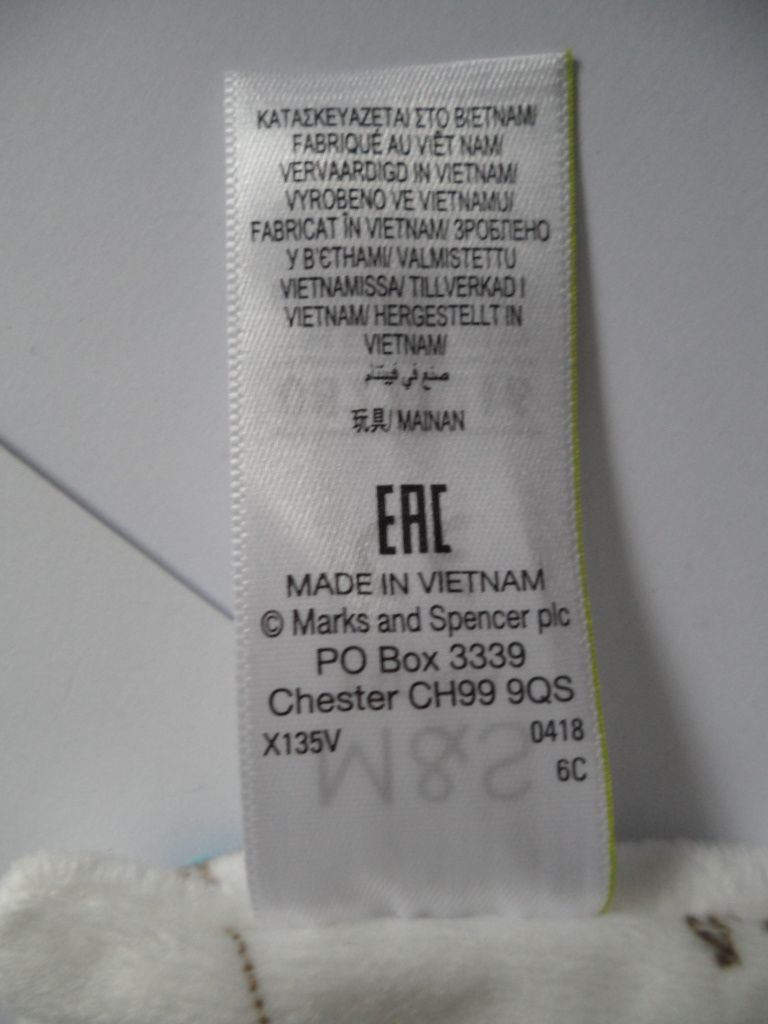 ΚΑΤΑΣΚΕΥΑΖΕΤΑΙ ΣΤΟ ΒΙΕΤΝΑΜ/
FABRIQUÉ AU VIÊT NAM/
VERVAARDIGD IN VIETNAM/
VYROBENO VE VIETNAMU/
FABRICAT ÎN VIETNAM/ ЗРОБЛЕНО
У В'ЄТНАМІ/ VALMISTETTU
VIETNAMISSA/ TILLVERKAD I
VIETNAM/ HERGESTELLT IN
VIETNAM/
صنع في فيتنام
玩具/ MAINAN
EAC
MADE IN VIETNAM
© Marks and Spencer plc
PO Box 3339
Chester CH99 9QS
X135V 0418
M&S
6C